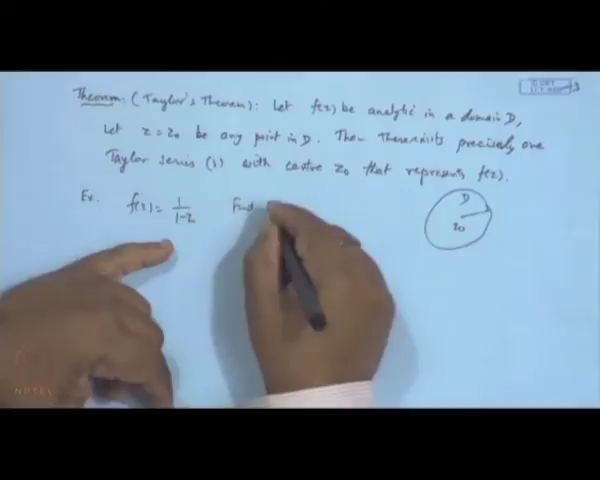 Theorem: (Taylor's Theorem): Let f(z) be analytic in a domain D,
Let z = z0 be any point in D. Then There exists precisely one
Taylor series (1) with centre z0 that represents f(z).
Ex. f(z) = 1/(1-z) Find
D
z0
NPTEL